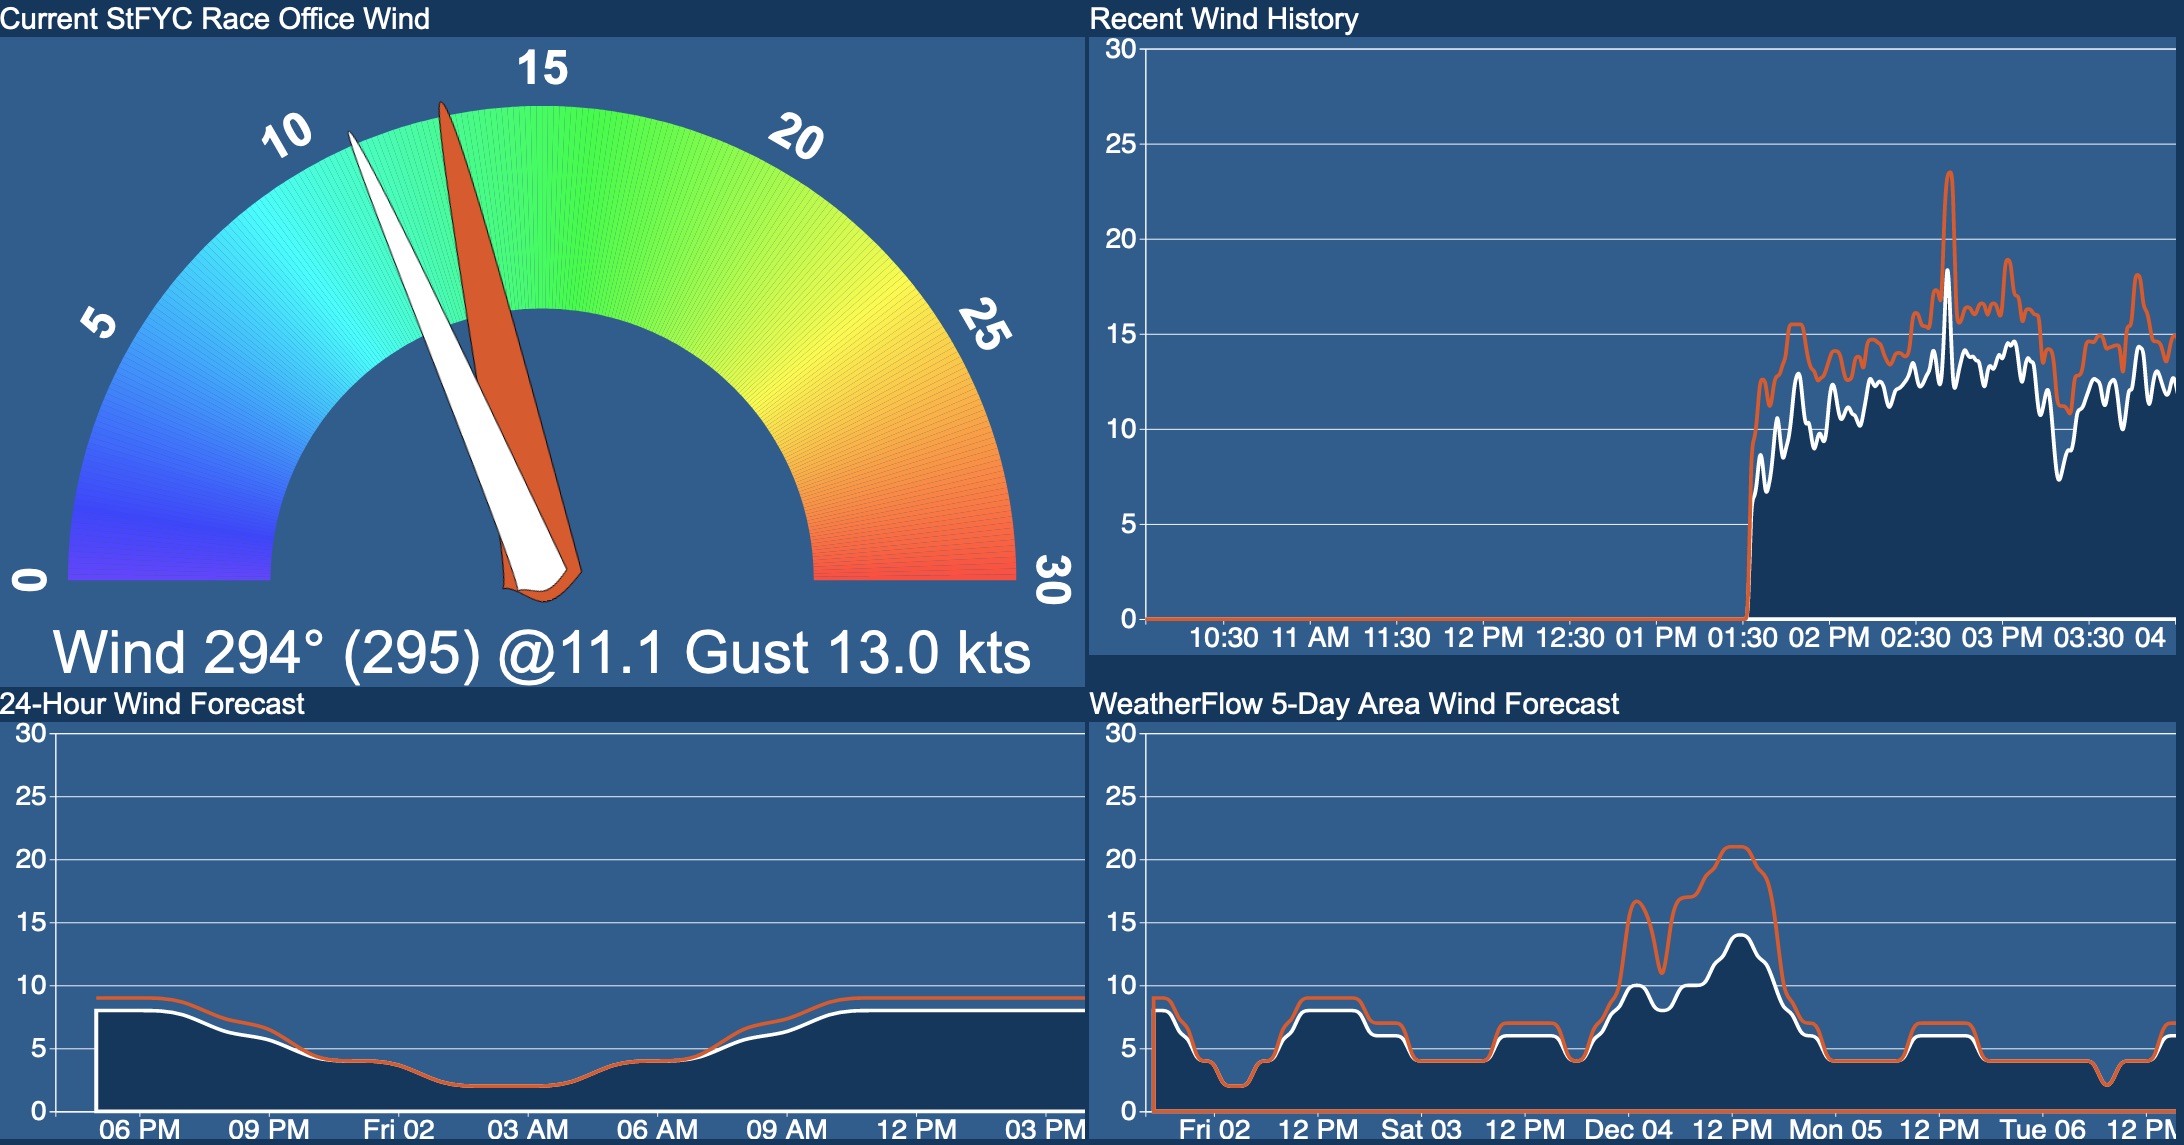 Current StFYC Race Office Wind
0 5 10 15 20 25 30
Wind 294° (295) @11.1 Gust 13.0 kts
Recent Wind History
30
25
20
15
10
5
0
10:30 11 AM 11:30 12 PM 12:30 01 PM 01:30 02 PM 02:30 03 PM 03:30 04
24-Hour Wind Forecast
30
25
20
15
10
5
0
06 PM 09 PM Fri 02 03 AM 06 AM 09 AM 12 PM 03 PM
WeatherFlow 5-Day Area Wind Forecast
30
25
20
15
10
5
0
Fri 02 12 PM Sat 03 12 PM Dec 04 12 PM Mon 05 12 PM Tue 06 12 PM